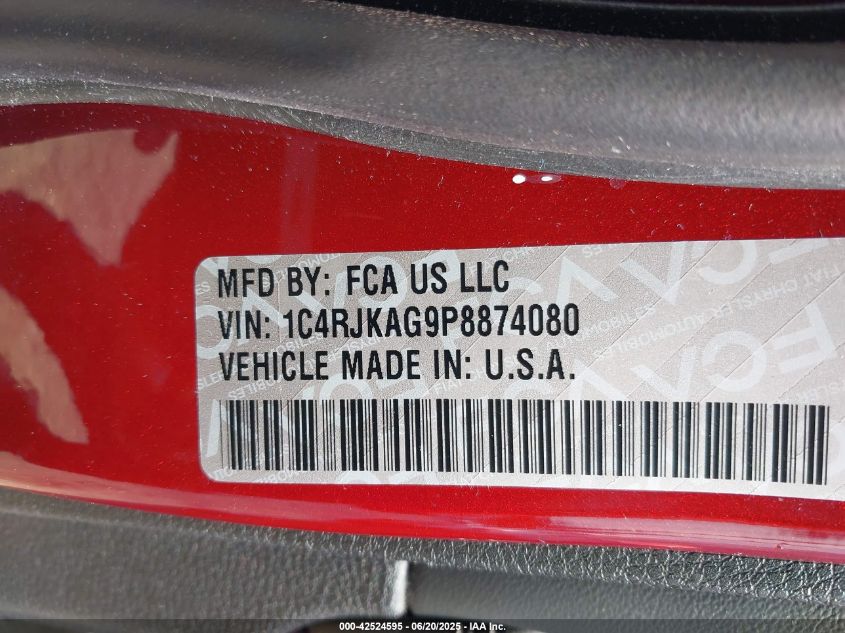 MFD BY: FCA US LLC
VIN: 1C4RJKAG9P8874080
VEHICLE MADE IN: U.S.A.
000-42524595 - 06/20/2025 - IAA Inc.